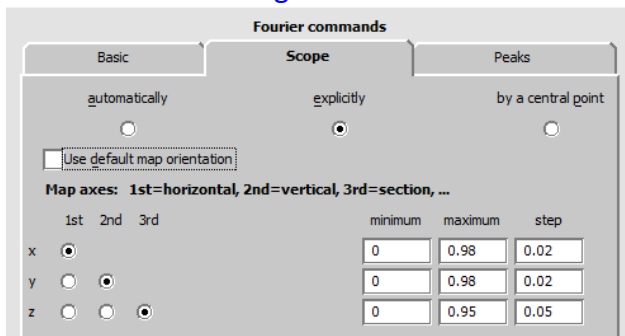 Fourier commands
Basic Scope Peaks
automatically explicitly by a central point
Use default map orientation
Map axes: 1st=horizontal, 2nd=vertical, 3rd=section, ...
1st 2nd 3rd minimum maximum step
x 0 0.98 0.02
y 0 0.98 0.02
z 0 0.95 0.05